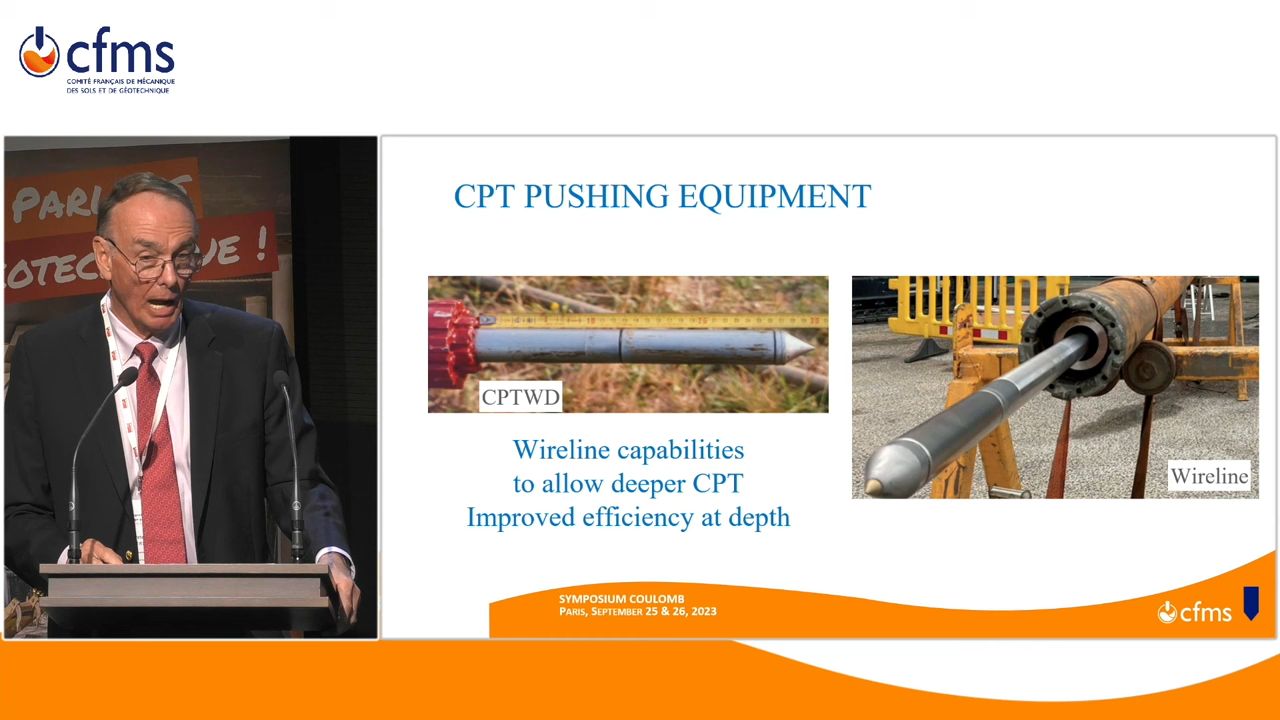 cfms
COMITÉ FRANÇAIS DE MÉCANIQUE
DES SOLS ET DE GÉOTECHNIQUE
CPT PUSHING EQUIPMENT
CPTWD
Wireline
Wireline capabilities
to allow deeper CPT
Improved efficiency at depth
SYMPOSIUM COULOMB
PARIS, SEPTEMBER 25 & 26, 2023
cfms